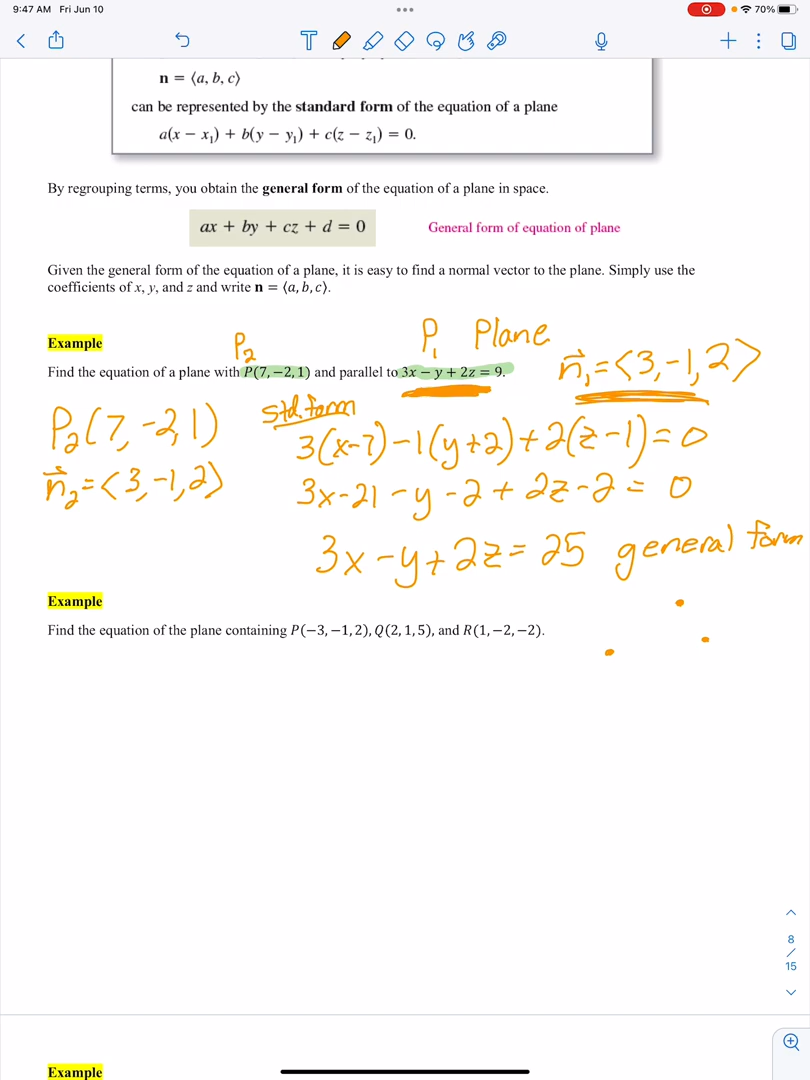 9:47 AM Fri Jun 10
70%
n = ⟨a, b, c⟩
can be represented by the standard form of the equation of a plane
a(x − x₁) + b(y − y₁) + c(z − z₁) = 0.
By regrouping terms, you obtain the general form of the equation of a plane in space.
ax + by + cz + d = 0 General form of equation of plane
Given the general form of the equation of a plane, it is easy to find a normal vector to the plane. Simply use the
coefficients of x, y, and z and write n = ⟨a, b, c⟩.
P₂ P₁ Plane
Example
Find the equation of a plane with P(7, −2, 1) and parallel to 3x − y + 2z = 9.
n⃗₁ = <3, -1, 2>
P₂(7, -2, 1)
n⃗₂ = <3, -1, 2>
std. form
3(x-7) -1(y+2) + 2(z-1) = 0
3x - 21 - y - 2 + 2z - 2 = 0
3x - y + 2z = 25 general form
Example
Find the equation of the plane containing P(−3, −1, 2), Q(2, 1, 5), and R(1, −2, −2).
8
/
15
Example